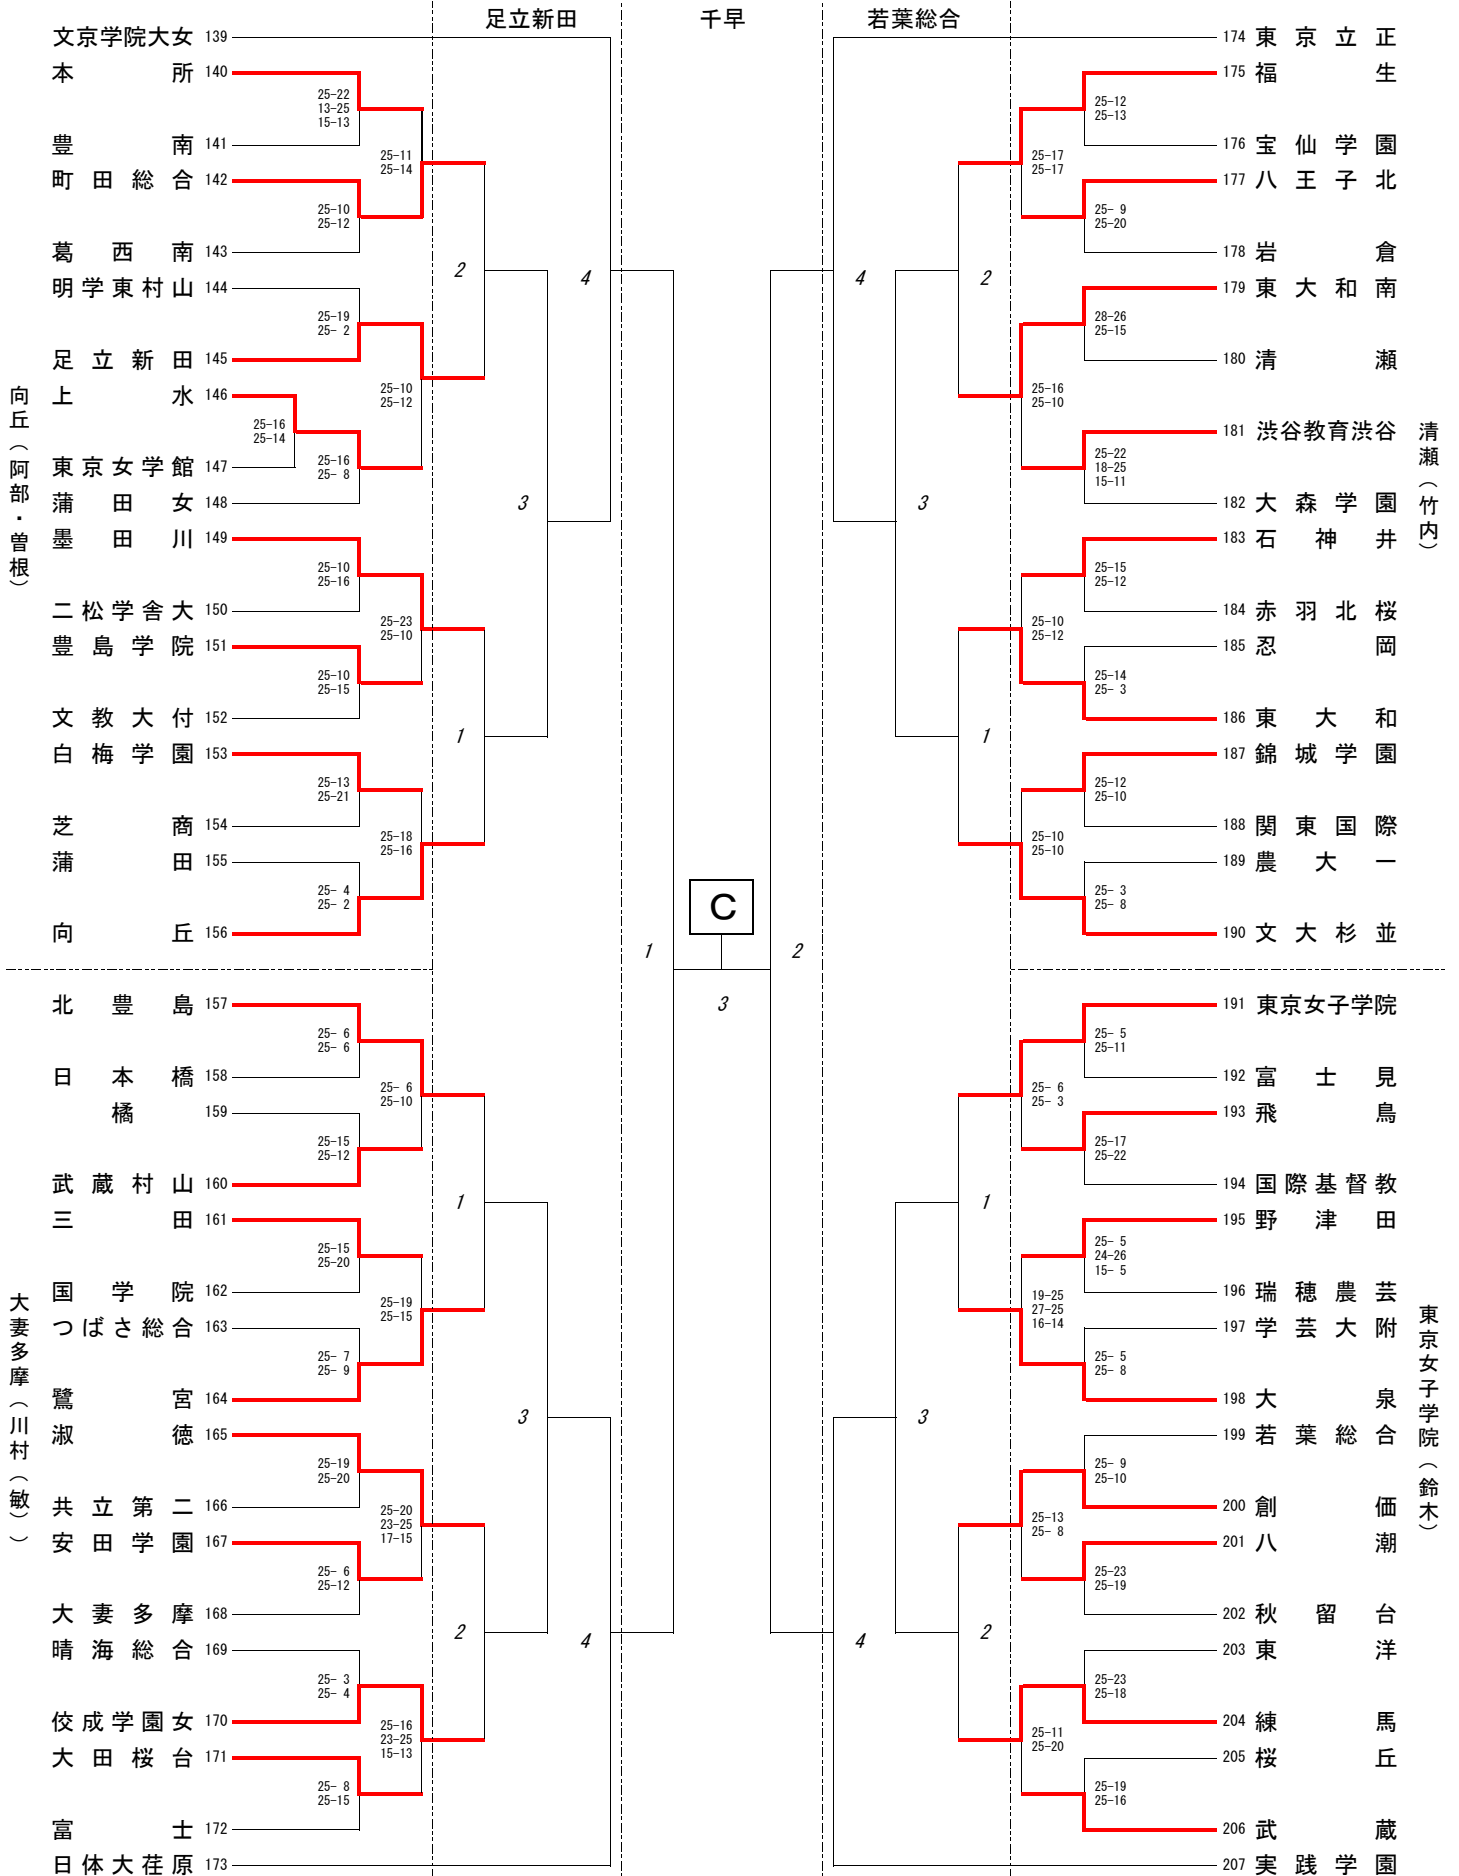 足立新田 千早 若葉総合
文京学院大女 139
本所 140
25-22
13-25
15-13
豊南 141
25-11
25-14
町田総合 142
25-10
25-12
葛西南 143
2
4
明学東村山 144
25-19
25- 2
足立新田 145
25-10
25-12
上水 146
25-16
25-14
東京女学館 147
25-16
25- 8
蒲田女 148
3
墨田川 149
25-10
25-16
二松学舎大 150
25-23
25-10
豊島学院 151
25-10
25-15
文教大付 152
1
白梅学園 153
25-13
25-21
芝商 154
25-18
25-16
蒲田 155
25- 4
25- 2
向丘 156
向丘(阿部・曽根)
北豊島 157
25- 6
25- 6
日本橋 158
25- 6
25-10
橘 159
25-15
25-12
武蔵村山 160
1
三田 161
25-15
25-20
国学院 162
25-19
25-15
つばさ総合 163
25- 7
25- 9
鷺宮 164
3
淑徳 165
25-19
25-20
共立第二 166
25-20
23-25
17-15
安田学園 167
25- 6
25-12
大妻多摩 168
2
4
晴海総合 169
25- 3
25- 4
佼成学園女 170
25-16
23-25
15-13
大田桜台 171
25- 8
25-15
富士 172
日体大荏原 173
大妻多摩(川村(敏))
C
1
2
3
174 東京立正
175 福生
25-12
25-13
176 宝仙学園
25-17
25-17
177 八王子北
25- 9
25-20
178 岩倉
4
2
179 東大和南
28-26
25-15
180 清瀬
25-16
25-10
181 渋谷教育渋谷
25-22
18-25
15-11
182 大森学園
3
183 石神井
25-15
25-12
184 赤羽北桜
25-10
25-12
185 忍岡
25-14
25- 3
186 東大和
1
187 錦城学園
25-12
25-10
188 関東国際
25-10
25-10
189 農大一
25- 3
25- 8
190 文大杉並
清瀬(竹内)
191 東京女子学院
25- 5
25-11
192 富士見
25- 6
25- 3
193 飛鳥
25-17
25-22
194 国際基督教
1
195 野津田
25- 5
24-26
15- 5
196 瑞穂農芸
19-25
27-25
16-14
197 学芸大附
25- 5
25- 8
198 大泉
3
199 若葉総合
25- 9
25-10
200 創価
25-13
25- 8
201 八潮
25-23
25-19
202 秋留台
4
2
203 東洋
25-23
25-18
204 練馬
25-11
25-20
205 桜丘
25-19
25-16
206 武蔵
207 実践学園
東京女子学院(鈴木)